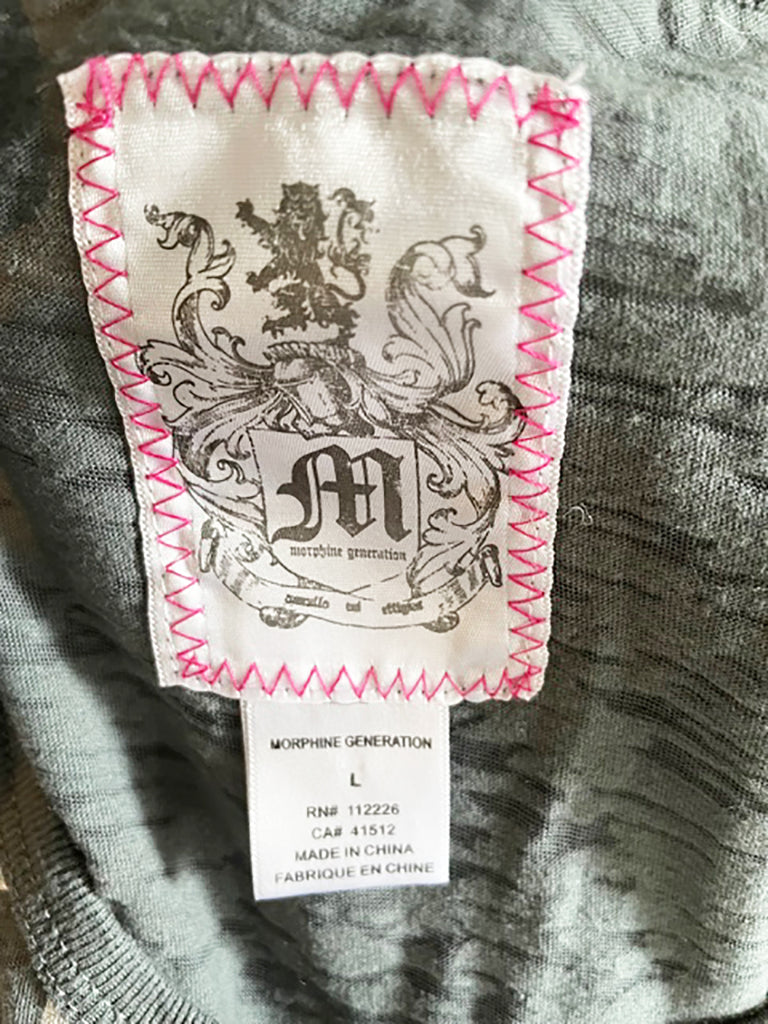 M
morphine generation
MORPHINE GENERATION
L
RN# 112226
CA# 41512
MADE IN CHINA
FABRIQUE EN CHINE